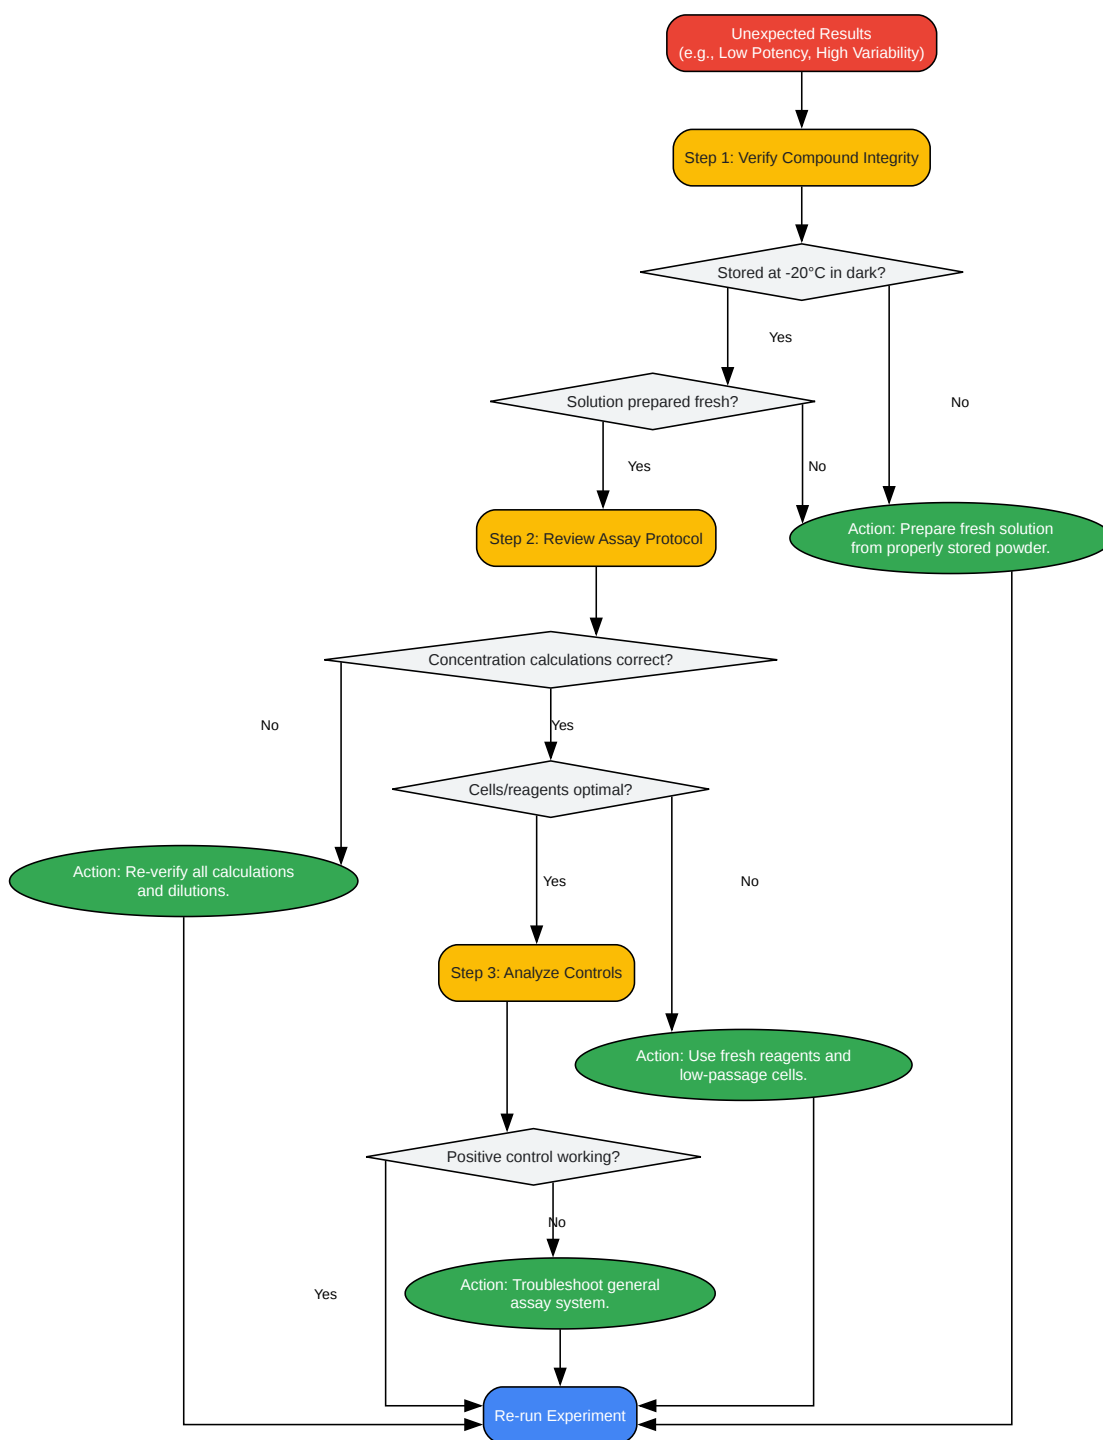 Unexpected Results
(e.g., Low Potency, High Variability)
Step 1: Verify Compound Integrity
Stored at -20°C in dark?
Yes
Solution prepared fresh?
No
Yes
No
Step 2: Review Assay Protocol
Action: Prepare fresh solution
from properly stored powder.
Concentration calculations correct?
No
Yes
Cells/reagents optimal?
Action: Re-verify all calculations
and dilutions.
Yes
No
Step 3: Analyze Controls
Action: Use fresh reagents and
low-passage cells.
Positive control working?
No
Yes
Action: Troubleshoot general
assay system.
Re-run Experiment